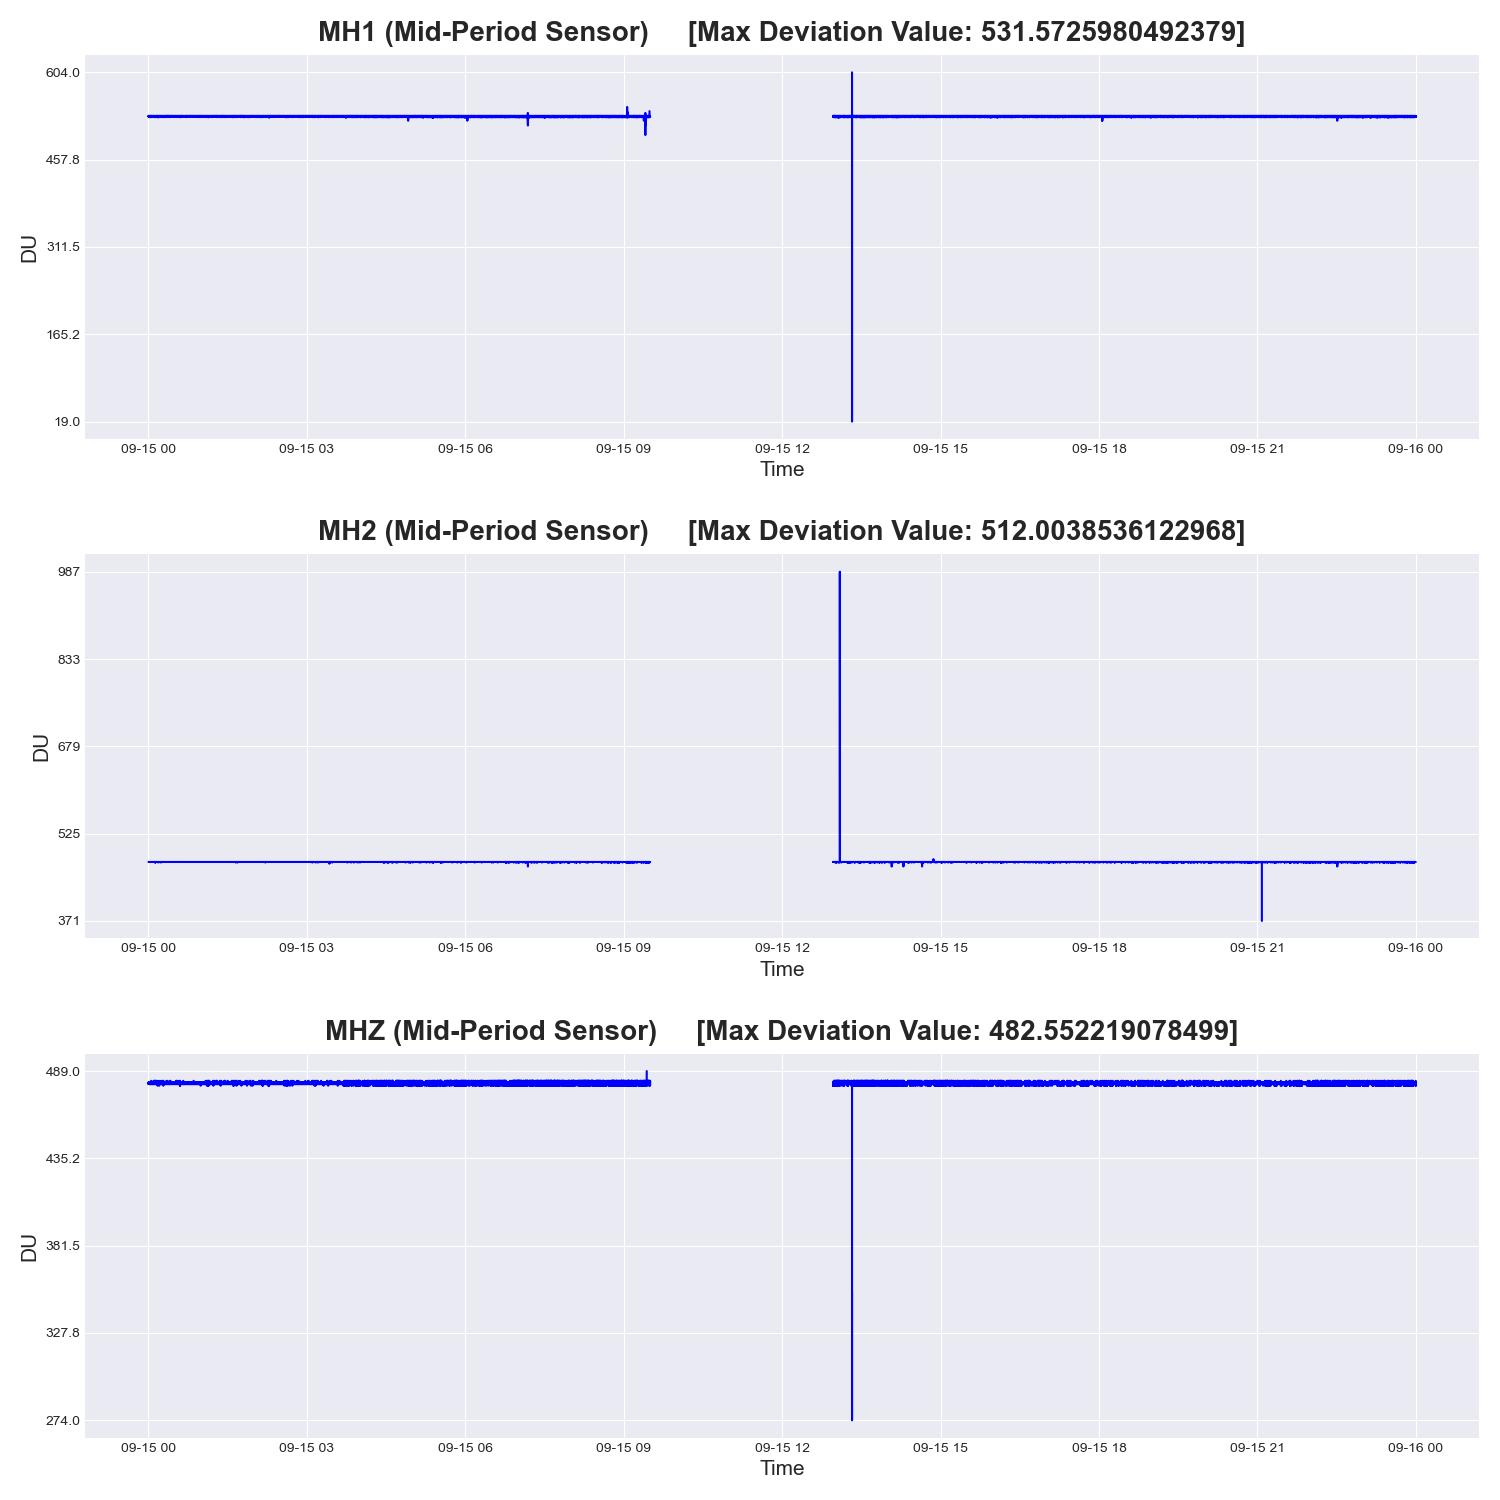 MH1 (Mid-Period Sensor) [Max Deviation Value: 531.5725980492379]
604.0
457.8
311.5
165.2
19.0
DU
09-15 00 09-15 03 09-15 06 09-15 09 09-15 12 09-15 15 09-15 18 09-15 21 09-16 00
Time
MH2 (Mid-Period Sensor) [Max Deviation Value: 512.0038536122968]
987
833
679
525
371
DU
09-15 00 09-15 03 09-15 06 09-15 09 09-15 12 09-15 15 09-15 18 09-15 21 09-16 00
Time
MHZ (Mid-Period Sensor) [Max Deviation Value: 482.552219078499]
489.0
435.2
381.5
327.8
274.0
DU
09-15 00 09-15 03 09-15 06 09-15 09 09-15 12 09-15 15 09-15 18 09-15 21 09-16 00
Time